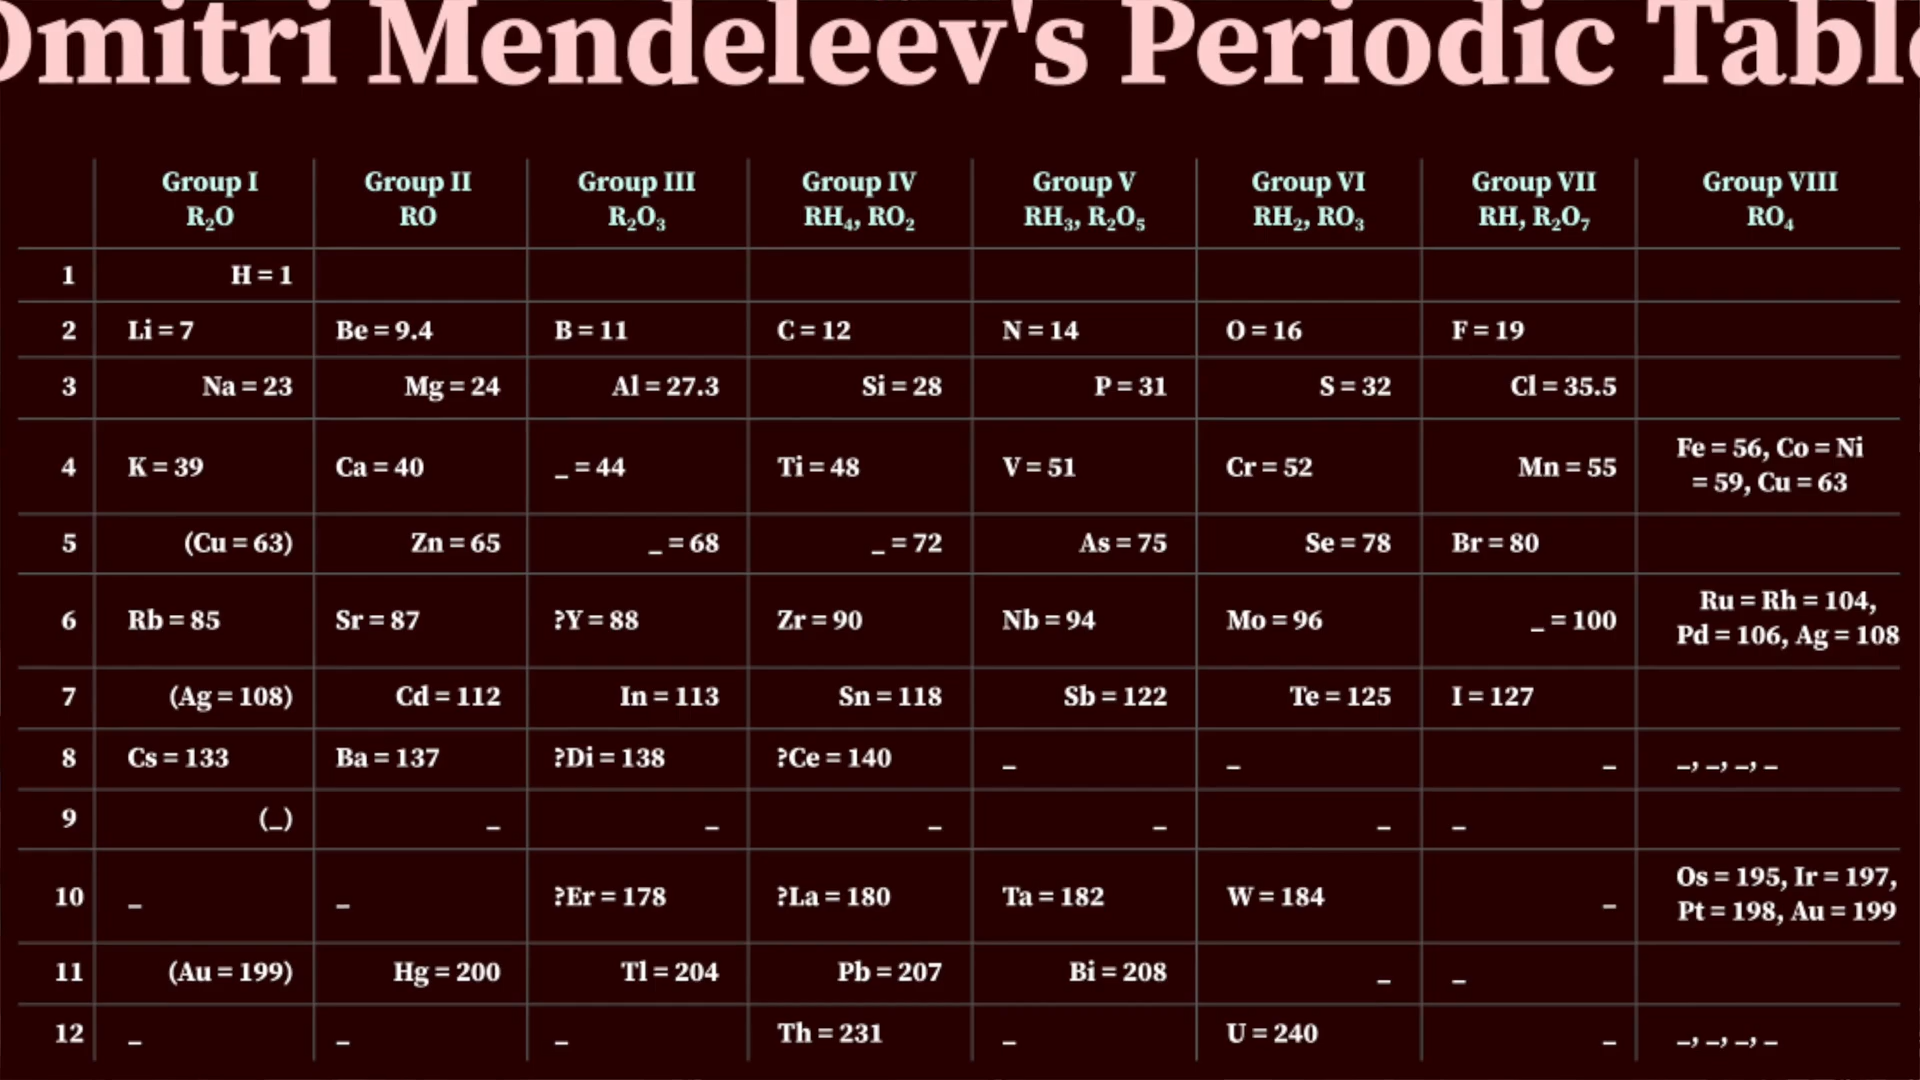 Dmitri Mendeleev's Periodic Table
Group I Group II Group III Group IV Group V Group VI Group VII Group VIII
R₂O RO R₂O₃ RH₄, RO₂ RH₃, R₂O₅ RH₂, RO₃ RH, R₂O₇ RO₄
1 H = 1
2 Li = 7 Be = 9.4 B = 11 C = 12 N = 14 O = 16 F = 19
3 Na = 23 Mg = 24 Al = 27.3 Si = 28 P = 31 S = 32 Cl = 35.5
4 K = 39 Ca = 40 _ = 44 Ti = 48 V = 51 Cr = 52 Mn = 55 Fe = 56, Co = Ni
= 59, Cu = 63
5 (Cu = 63) Zn = 65 _ = 68 _ = 72 As = 75 Se = 78 Br = 80
6 Rb = 85 Sr = 87 ?Y = 88 Zr = 90 Nb = 94 Mo = 96 _ = 100 Ru = Rh = 104,
Pd = 106, Ag = 108
7 (Ag = 108) Cd = 112 In = 113 Sn = 118 Sb = 122 Te = 125 I = 127
8 Cs = 133 Ba = 137 ?Di = 138 ?Ce = 140 _ _ _ _, _, _, _
9 (_) _ _ _ _ _ _
10 _ _ ?Er = 178 ?La = 180 Ta = 182 W = 184 _ Os = 195, Ir = 197,
Pt = 198, Au = 199
11 (Au = 199) Hg = 200 Tl = 204 Pb = 207 Bi = 208 _ _
12 _ _ _ Th = 231 _ U = 240 _ _, _, _, _